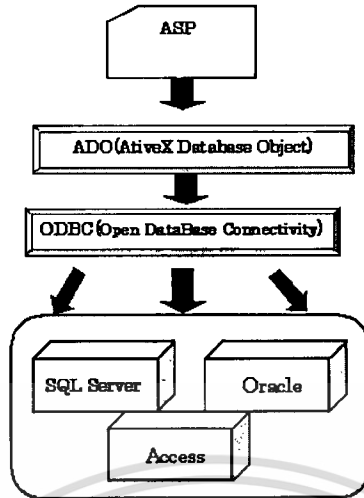 ASP
ADO(AtiveX Database Object)
ODBC(Open DataBase Connectivity)
SQL Server
Oracle
Access